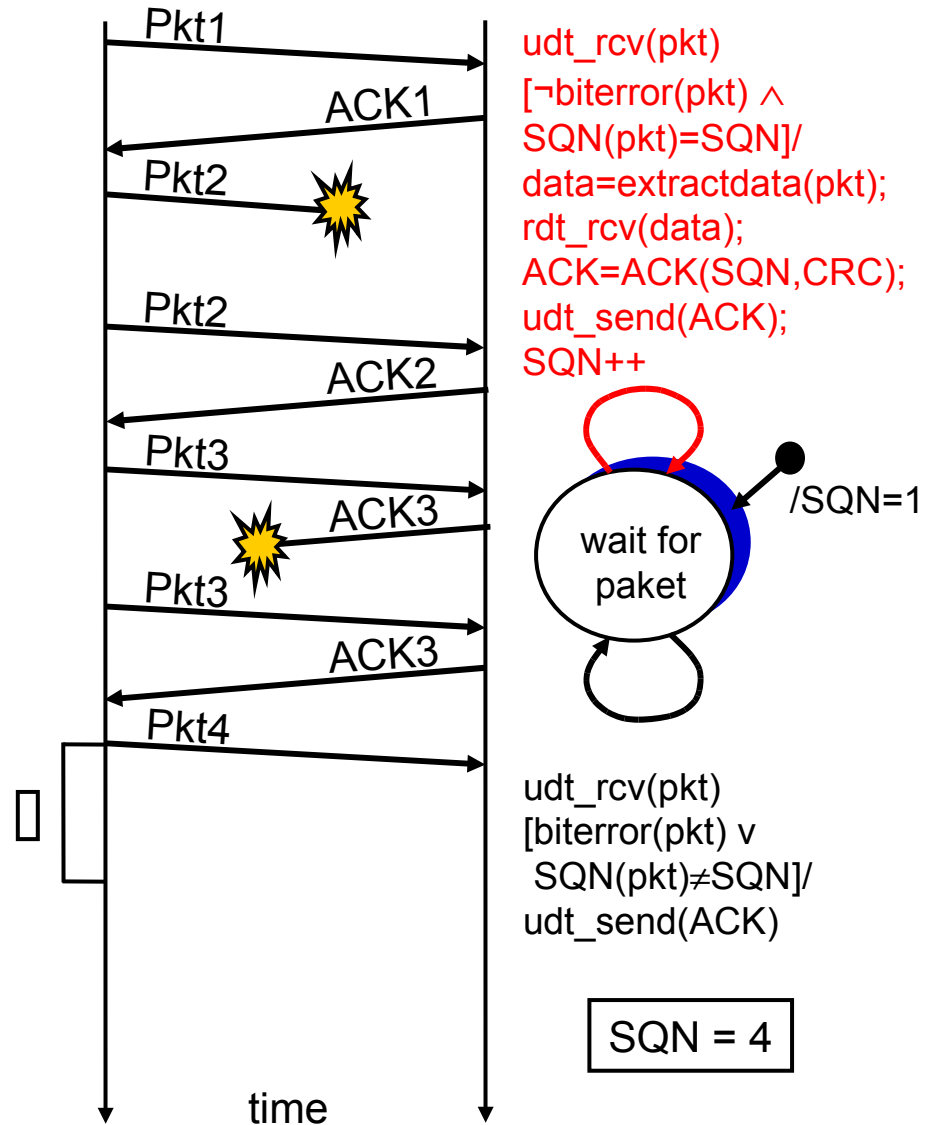 Pkt1
ACK1
Pkt2
Pkt2
ACK2
Pkt3
ACK3
Pkt3
ACK3
Pkt4
time
udt_rcv(pkt)
[¬biterror(pkt) ∧
SQN(pkt)=SQN]/
data=extractdata(pkt);
rdt_rcv(data);
ACK=ACK(SQN,CRC);
udt_send(ACK);
SQN++
/SQN=1
wait for
paket
udt_rcv(pkt)
[biterror(pkt) v
SQN(pkt)≠SQN]/
udt_send(ACK)
SQN = 4